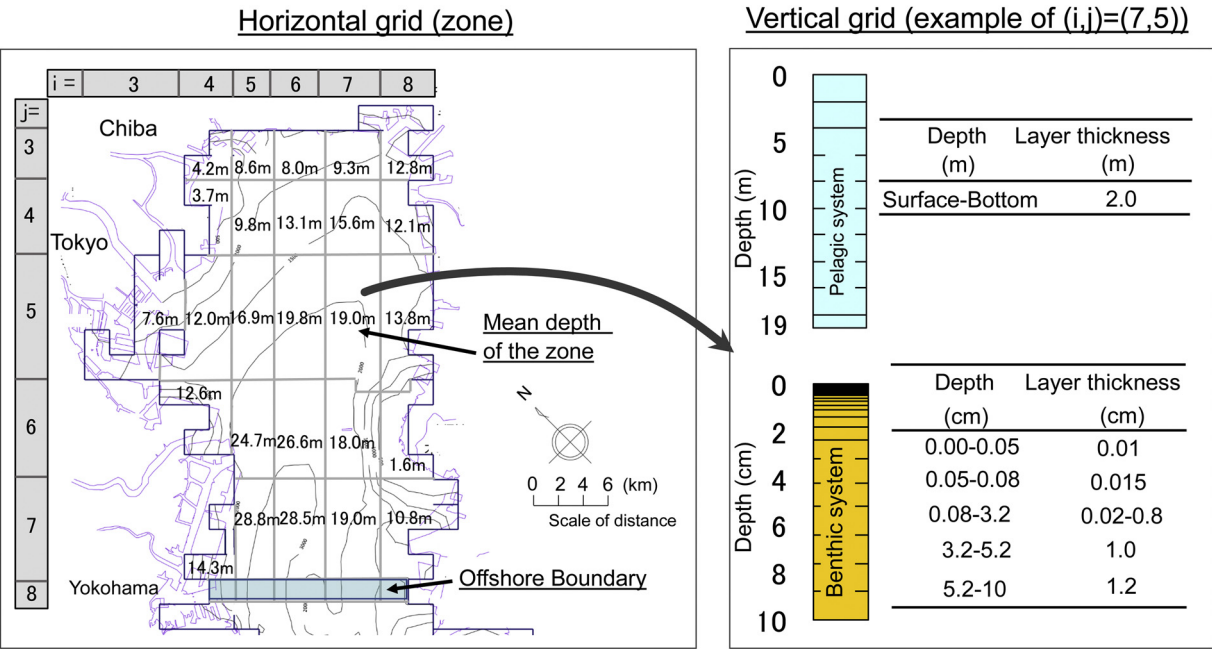 Horizontal grid (zone)
i = 3 4 5 6 7 8
j=
3
4
5
6
7
8
Chiba
Tokyo
Yokohama
4.2m 8.6m 8.0m 9.3m 12.8m
3.7m
9.8m 13.1m 15.6m 12.1m
7.6m 12.0m 16.9m 19.8m 19.0m 13.8m
12.6m
24.7m 26.6m 18.0m
1.6m
28.8m 28.5m 19.0m 10.8m
14.3m
Mean depth
of the zone
N
0 2 4 6 (km)
Scale of distance
Offshore Boundary
Vertical grid (example of (i,j)=(7,5))
Depth (m)
0
5
10
15
19
Pelagic system
Depth Layer thickness
(m) (m)
Surface-Bottom 2.0
Depth (cm)
0
2
4
6
8
10
Benthic system
Depth Layer thickness
(cm) (cm)
0.00-0.05 0.01
0.05-0.08 0.015
0.08-3.2 0.02-0.8
3.2-5.2 1.0
5.2-10 1.2